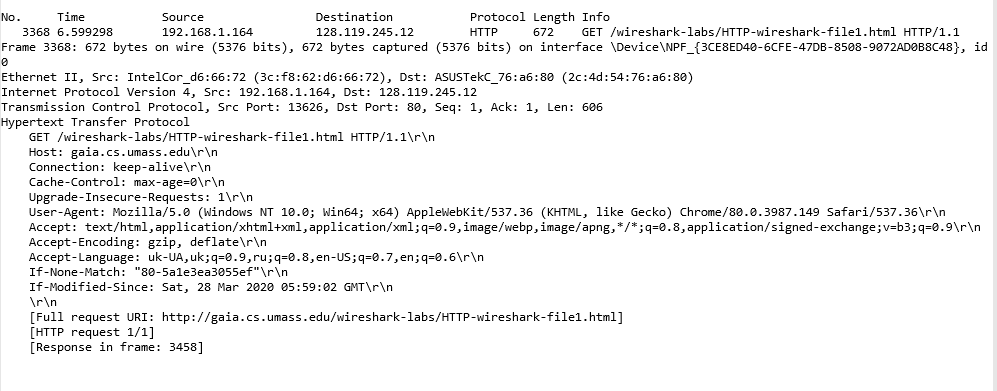 No. Time Source Destination Protocol Length Info
3368 6.599298 192.168.1.164 128.119.245.12 HTTP 672 GET /wireshark-labs/HTTP-wireshark-file1.html HTTP/1.1
Frame 3368: 672 bytes on wire (5376 bits), 672 bytes captured (5376 bits) on interface \Device\NPF_{3CE8ED40-6CFE-47DB-8508-9072AD0B8C48}, id
0
Ethernet II, Src: IntelCor_d6:66:72 (3c:f8:62:d6:66:72), Dst: ASUSTekC_76:a6:80 (2c:4d:54:76:a6:80)
Internet Protocol Version 4, Src: 192.168.1.164, Dst: 128.119.245.12
Transmission Control Protocol, Src Port: 13626, Dst Port: 80, Seq: 1, Ack: 1, Len: 606
Hypertext Transfer Protocol
GET /wireshark-labs/HTTP-wireshark-file1.html HTTP/1.1\r\n
Host: gaia.cs.umass.edu\r\n
Connection: keep-alive\r\n
Cache-Control: max-age=0\r\n
Upgrade-Insecure-Requests: 1\r\n
User-Agent: Mozilla/5.0 (Windows NT 10.0; Win64; x64) AppleWebKit/537.36 (KHTML, like Gecko) Chrome/80.0.3987.149 Safari/537.36\r\n
Accept: text/html,application/xhtml+xml,application/xml;q=0.9,image/webp,image/apng,*/*;q=0.8,application/signed-exchange;v=b3;q=0.9\r\n
Accept-Encoding: gzip, deflate\r\n
Accept-Language: uk-UA,uk;q=0.9,ru;q=0.8,en-US;q=0.7,en;q=0.6\r\n
If-None-Match: "80-5a1e3ea3055ef"\r\n
If-Modified-Since: Sat, 28 Mar 2020 05:59:02 GMT\r\n
\r\n
[Full request URI: http://gaia.cs.umass.edu/wireshark-labs/HTTP-wireshark-file1.html]
[HTTP request 1/1]
[Response in frame: 3458]